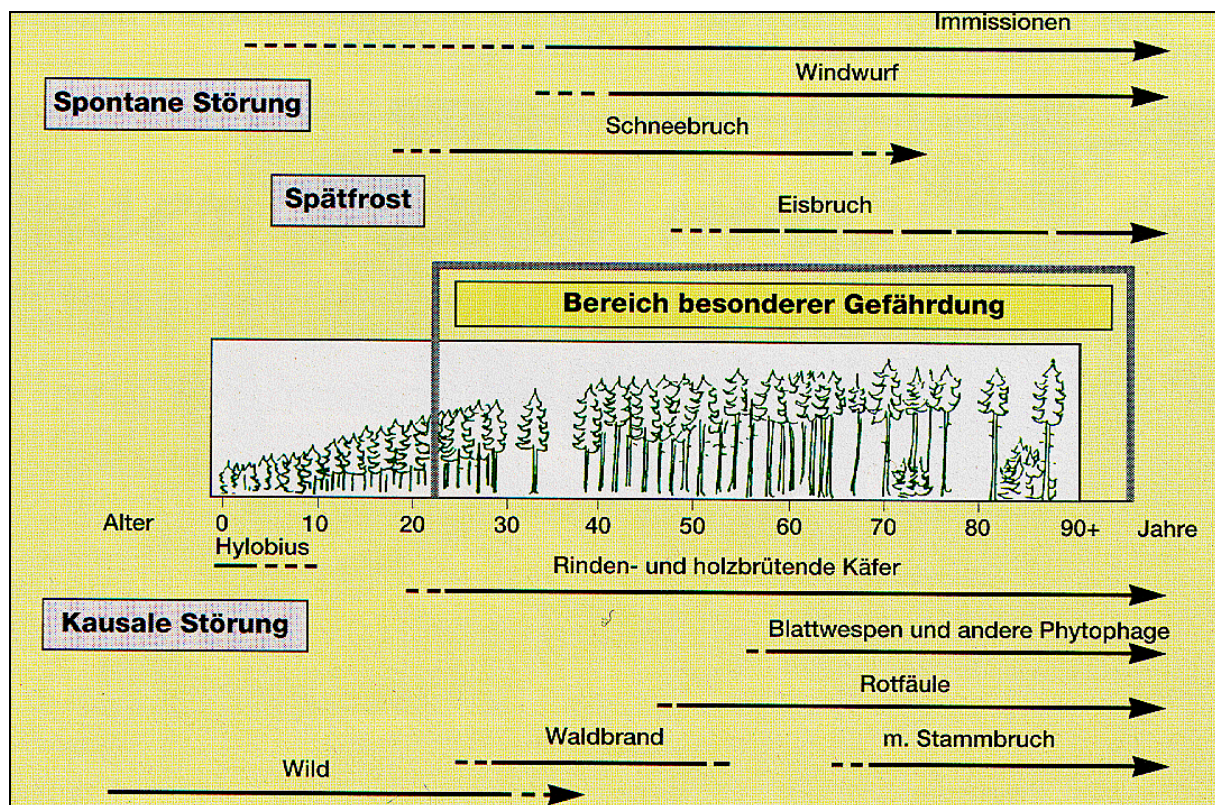 Immissionen
Windwurf
Spontane Störung
Schneebruch
Spätfrost
Eisbruch
Bereich besonderer Gefährdung
Alter 0 10 20 30 40 50 60 70 80 90+ Jahre
Hylobius
Rinden- und holzbrütende Käfer
Kausale Störung
Blattwespen und andere Phytophage
Rotfäule
Waldbrand
m. Stammbruch
Wild